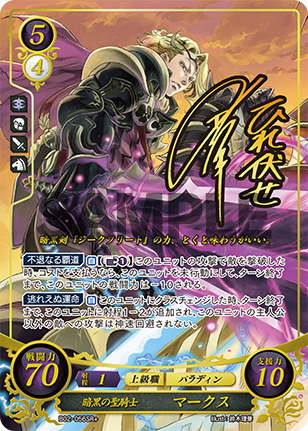 5
4
ひれ伏せ
SAMPLE
暗黒剣『ジークフリート』の力、とくと味わうがいい。
不退なる覇道 自【〔翻1〕】このユニットの攻撃で敵を撃破した
時、コストを支払うなら、このユニットを未行動にして、ターン終了
まで、このユニットの戦闘力は－10される。
逃れえぬ運命 自 このユニットにクラスチェンジした時、ターン終了
まで、このユニットに射程1－2が追加され、このユニットの主人公
以外の敵への攻撃は神速回避されない。
戦闘力
70
射程 1 上級職 パラディン
支援力
10
暗黒の聖騎士 マークス
B02-056SR+
Illust：鈴木理華